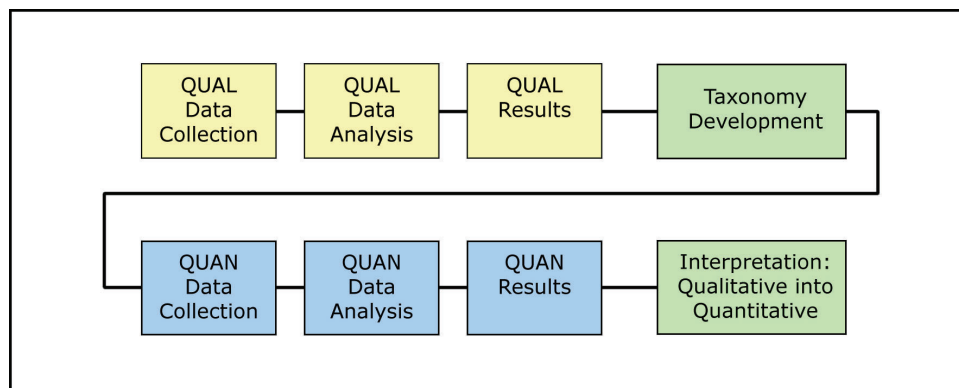 QUAL
Data
Collection
QUAL
Data
Analysis
QUAL
Results
Taxonomy
Development
QUAN
Data
Collection
QUAN
Data
Analysis
QUAN
Results
Interpretation:
Qualitative into
Quantitative